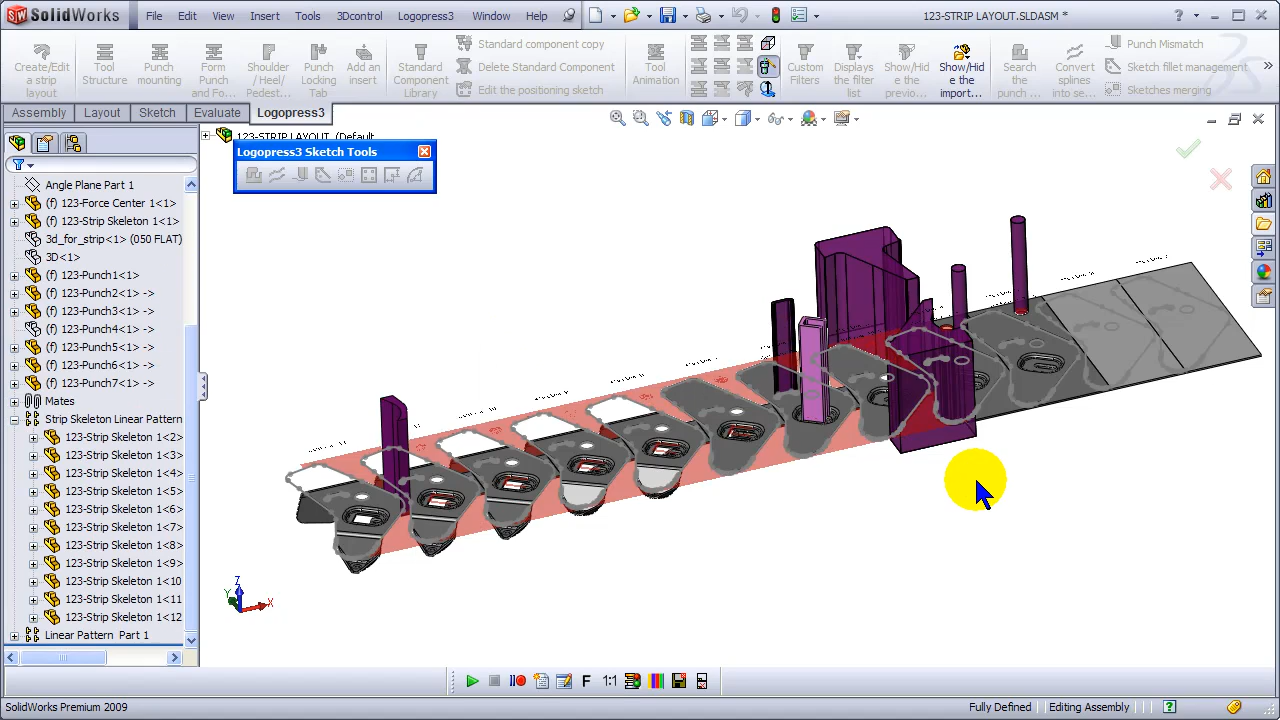 SolidWorks
File Edit View Insert Tools 3Dcontrol Logopress3 Window Help
123-STRIP LAYOUT.SLDASM *
Create/Edit a strip layout
Tool Structure
Punch mounting
Form Punch and Fo...
Shoulder /Heel Pedest...
Punch Locking Tab
Add an insert
Standard Component Library
Standard component copy
Delete Standard Component
Edit the positioning sketch
Tool Animation
Custom Filters
Displays the filter list
Show/Hid e the previo...
Show/Hid e the import...
Search the punch ...
Convert splines into se...
Punch Mismatch
Sketch fillet management
Sketches merging
Assembly Layout Sketch Evaluate Logopress3
123-STRIP LAYOUT (Default
Logopress3 Sketch Tools
Angle Plane Part 1
(f) 123-Force Center 1<1>
(f) 123-Strip Skeleton 1<1>
3d_for_strip<1> (050 FLAT)
3D<1>
(f) 123-Punch1<1>
(f) 123-Punch2<1> ->
(f) 123-Punch3<1> ->
(f) 123-Punch4<1> ->
(f) 123-Punch5<1> ->
(f) 123-Punch6<1> ->
(f) 123-Punch7<1> ->
Mates
Strip Skeleton Linear Pattern
123-Strip Skeleton 1<2>
123-Strip Skeleton 1<3>
123-Strip Skeleton 1<4>
123-Strip Skeleton 1<5>
123-Strip Skeleton 1<6>
123-Strip Skeleton 1<7>
123-Strip Skeleton 1<8>
123-Strip Skeleton 1<9>
123-Strip Skeleton 1<10
123-Strip Skeleton 1<11
123-Strip Skeleton 1<12
Linear Pattern Part 1
Z
Y
X
F 1:1
SolidWorks Premium 2009
Fully Defined Editing Assembly